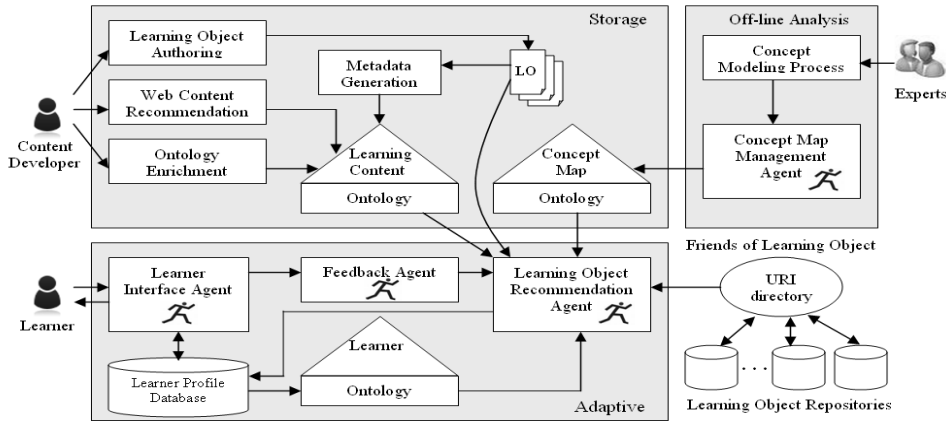 Storage
Off-line Analysis
Learning Object
Authoring
Web Content
Recommendation
Ontology
Enrichment
Content
Developer
Metadata
Generation
LO
Learning
Content
Ontology
Concept
Map
Ontology
Concept
Modeling Process
Experts
Concept Map
Management
Agent
Learner
Learner
Interface Agent
Feedback Agent
Learning Object
Recommendation
Agent
Learner Profile
Database
Learner
Ontology
Adaptive
Friends of Learning Object
URI
directory
. . .
Learning Object Repositories